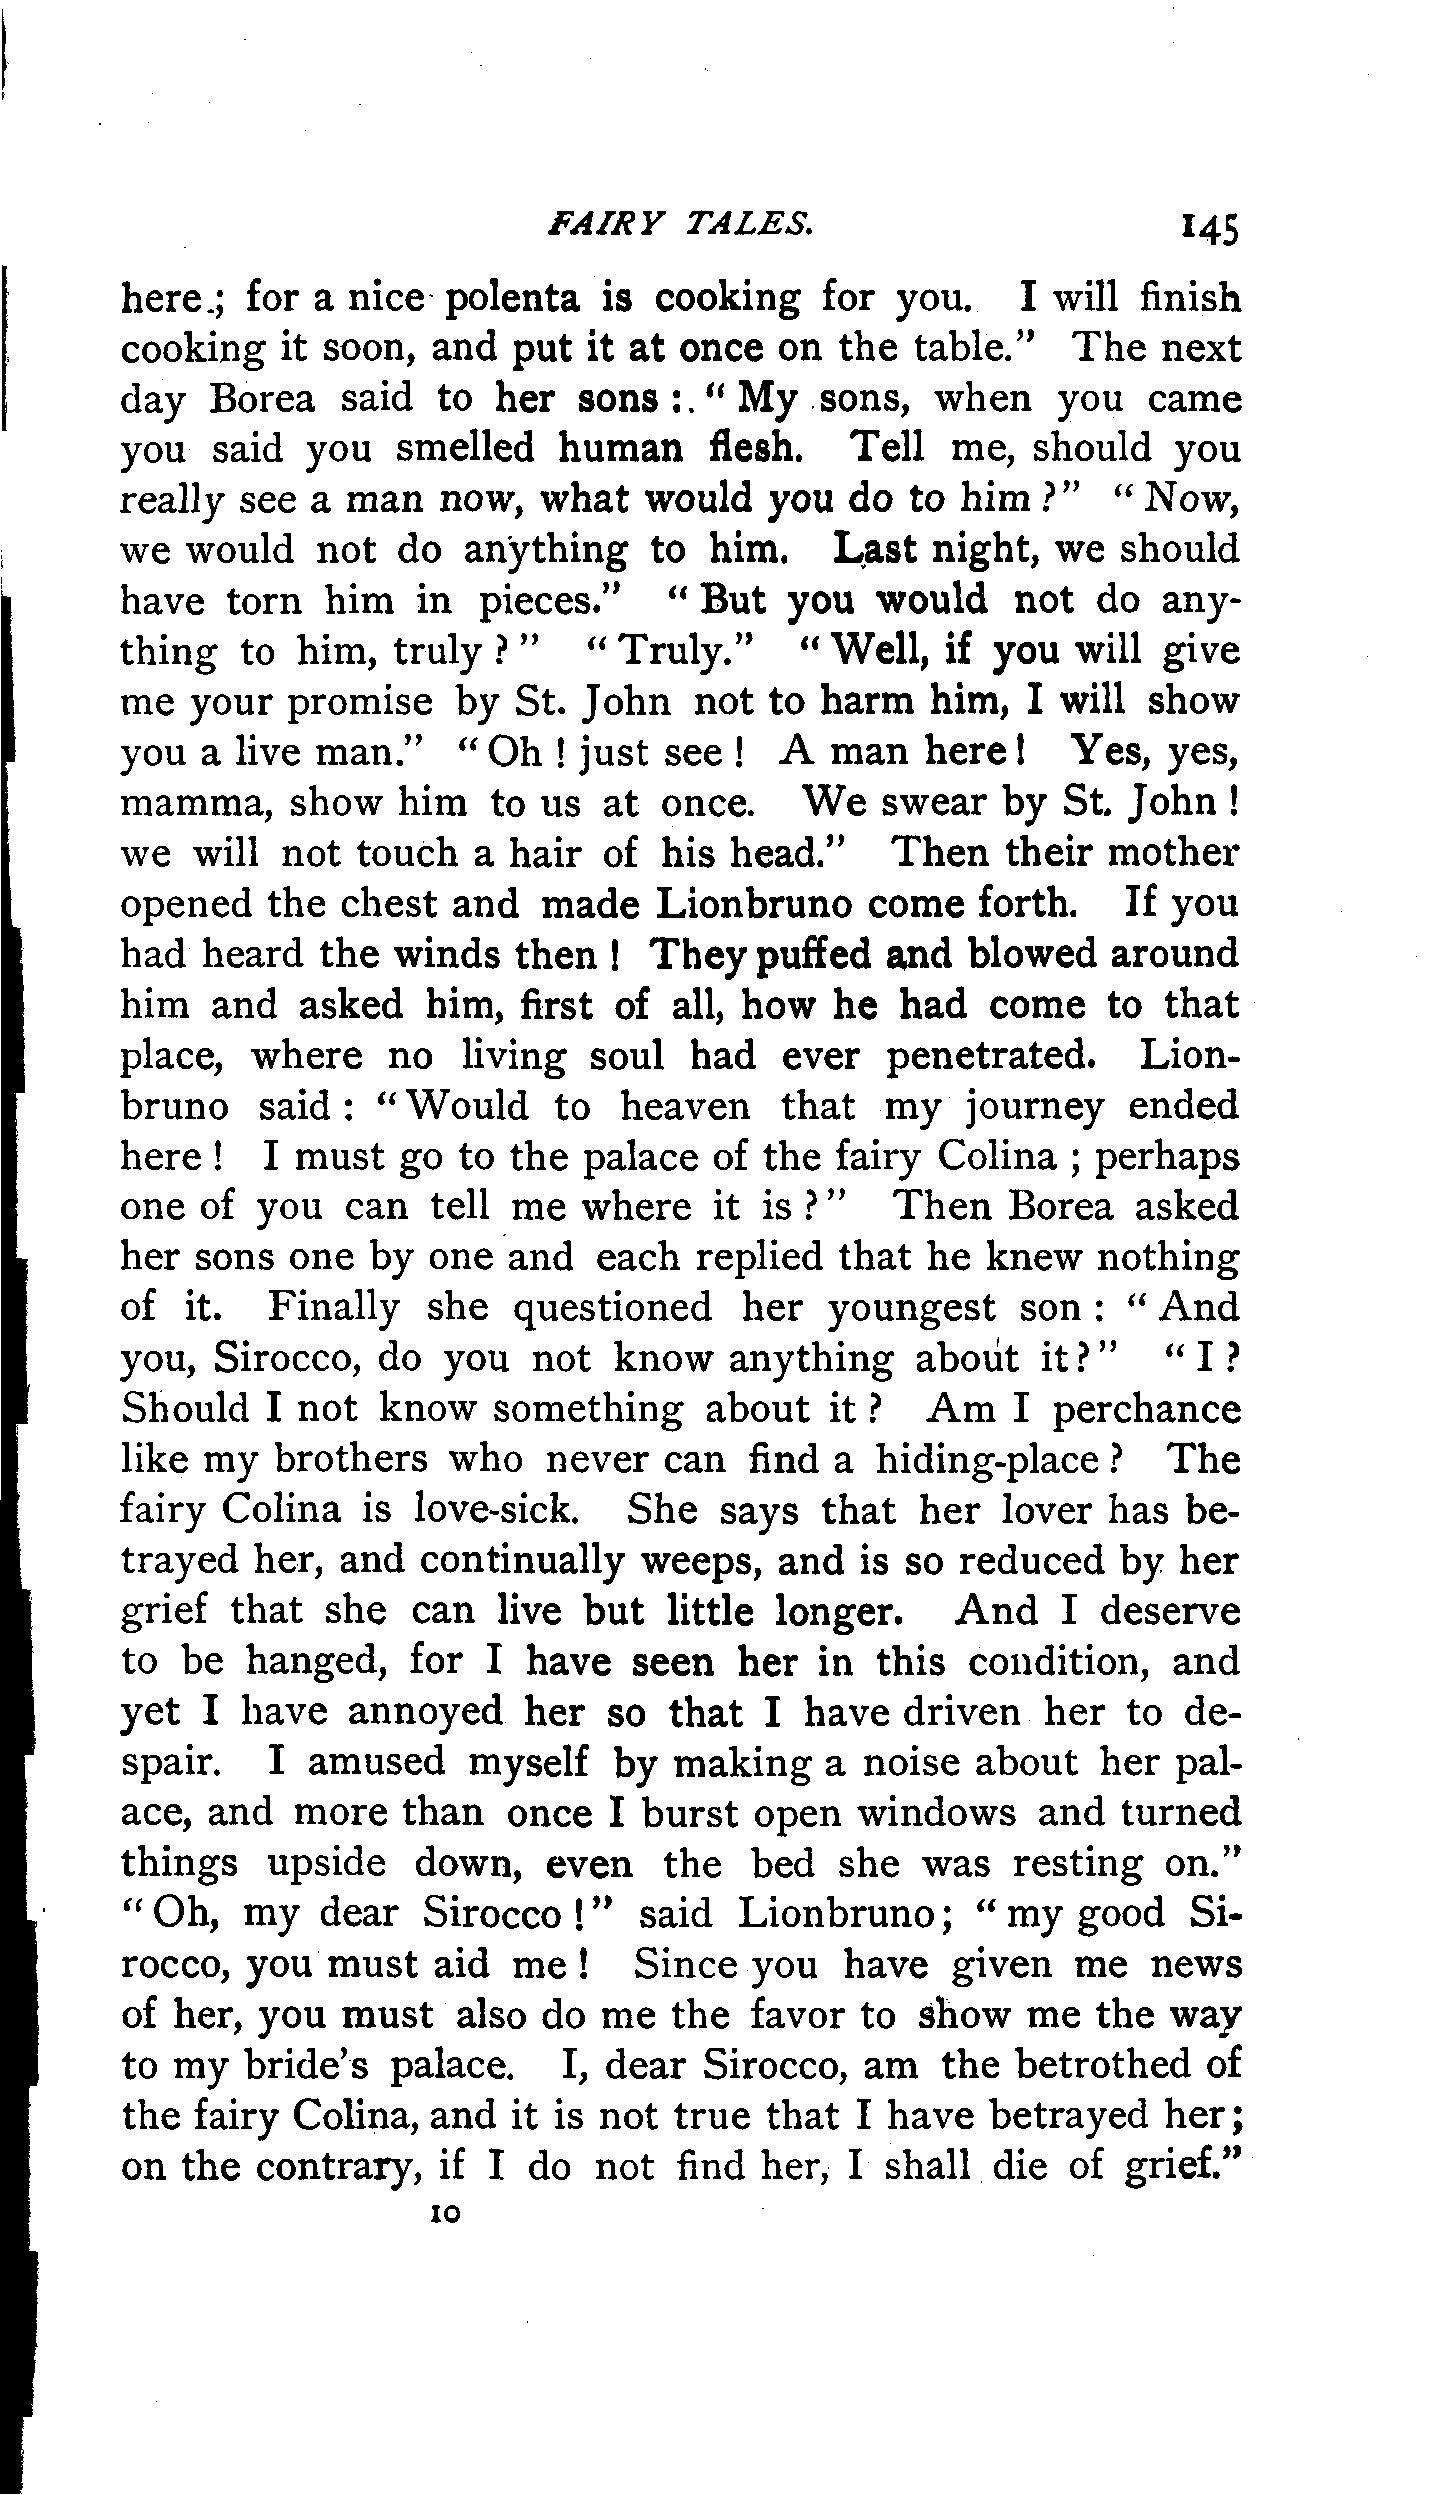 FAIRY TALES. 145
here; for a nice polenta is cooking for you. I will finish
cooking it soon, and put it at once on the table." The next
day Borea said to her sons: "My sons, when you came
you said you smelled human flesh. Tell me, should you
really see a man now, what would you do to him?" "Now,
we would not do anything to him. Last night, we should
have torn him in pieces." "But you would not do any-
thing to him, truly?" "Truly." "Well, if you will give
me your promise by St. John not to harm him, I will show
you a live man." "Oh! just see! A man here! Yes, yes,
mamma, show him to us at once. We swear by St. John!
we will not touch a hair of his head." Then their mother
opened the chest and made Lionbruno come forth. If you
had heard the winds then! They puffed and blowed around
him and asked him, first of all, how he had come to that
place, where no living soul had ever penetrated. Lion-
bruno said: "Would to heaven that my journey ended
here! I must go to the palace of the fairy Colina; perhaps
one of you can tell me where it is?" Then Borea asked
her sons one by one and each replied that he knew nothing
of it. Finally she questioned her youngest son: "And
you, Sirocco, do you not know anything about it?" "I?
Should I not know something about it? Am I perchance
like my brothers who never can find a hiding-place? The
fairy Colina is love-sick. She says that her lover has be-
trayed her, and continually weeps, and is so reduced by her
grief that she can live but little longer. And I deserve
to be hanged, for I have seen her in this condition, and
yet I have annoyed her so that I have driven her to de-
spair. I amused myself by making a noise about her pal-
ace, and more than once I burst open windows and turned
things upside down, even the bed she was resting on."
"Oh, my dear Sirocco!" said Lionbruno; "my good Si-
rocco, you must aid me! Since you have given me news
of her, you must also do me the favor to show me the way
to my bride's palace. I, dear Sirocco, am the betrothed of
the fairy Colina, and it is not true that I have betrayed her;
on the contrary, if I do not find her, I shall die of grief."
10